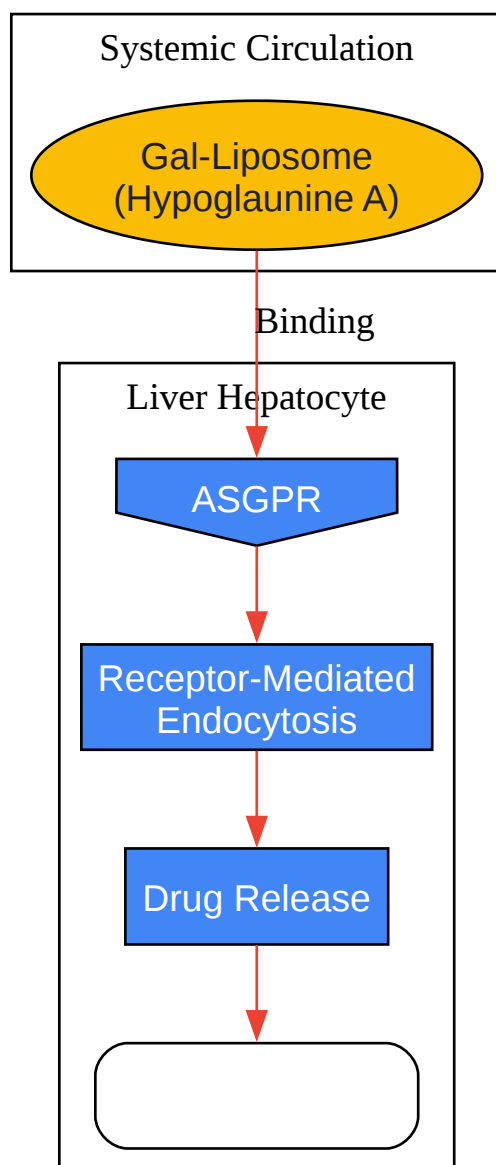 Systemic Circulation
Gal-Liposome
(Hypoglaunine A)
Binding
Liver Hepatocyte
ASGPR
Receptor-Mediated
Endocytosis
Drug Release